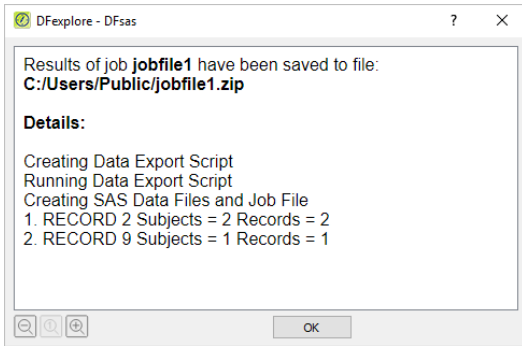 DFexplore - DFsas
Results of job jobfile1 have been saved to file:
C:/Users/Public/jobfile1.zip
Details:
Creating Data Export Script
Running Data Export Script
Creating SAS Data Files and Job File
1. RECORD 2 Subjects = 2 Records = 2
2. RECORD 9 Subjects = 1 Records = 1
OK